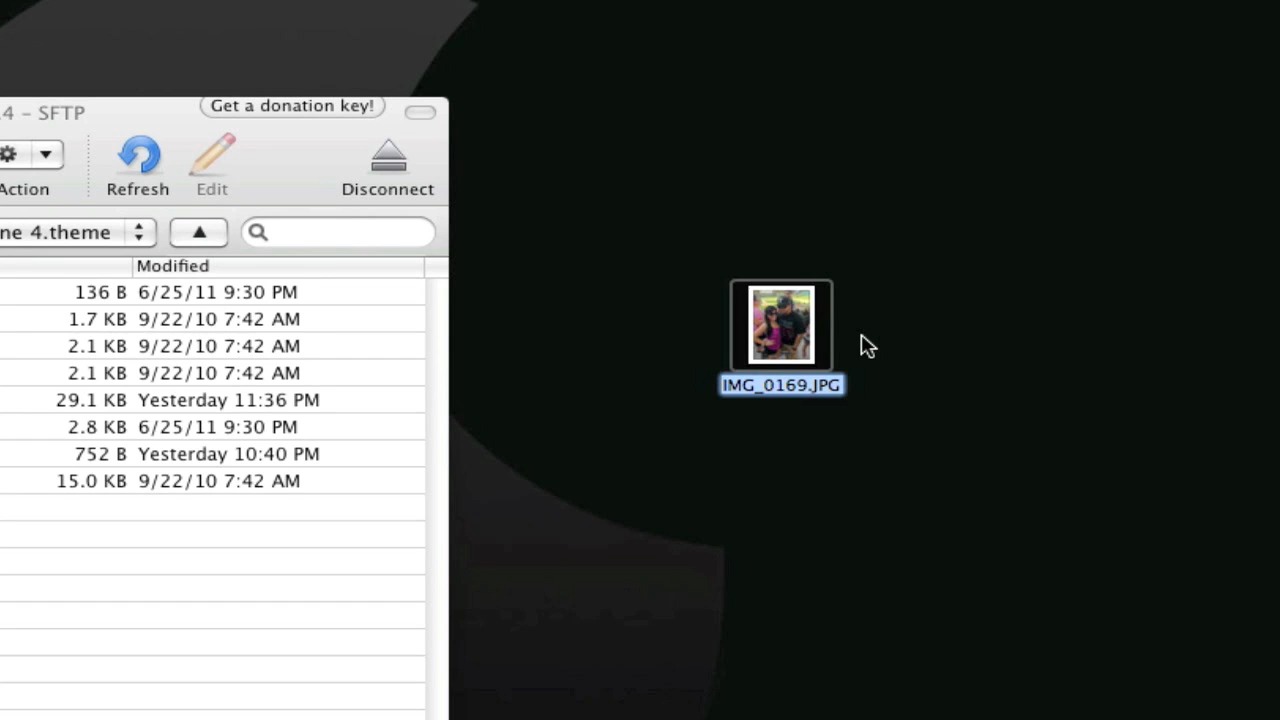 4 – SFTP
Get a donation key!
Action
Refresh
Edit
Disconnect
ne 4.theme
Modified
136 B 6/25/11 9:30 PM
1.7 KB 9/22/10 7:42 AM
2.1 KB 9/22/10 7:42 AM
2.1 KB 9/22/10 7:42 AM
29.1 KB Yesterday 11:36 PM
2.8 KB 6/25/11 9:30 PM
752 B Yesterday 10:40 PM
15.0 KB 9/22/10 7:42 AM
IMG_0169.JPG